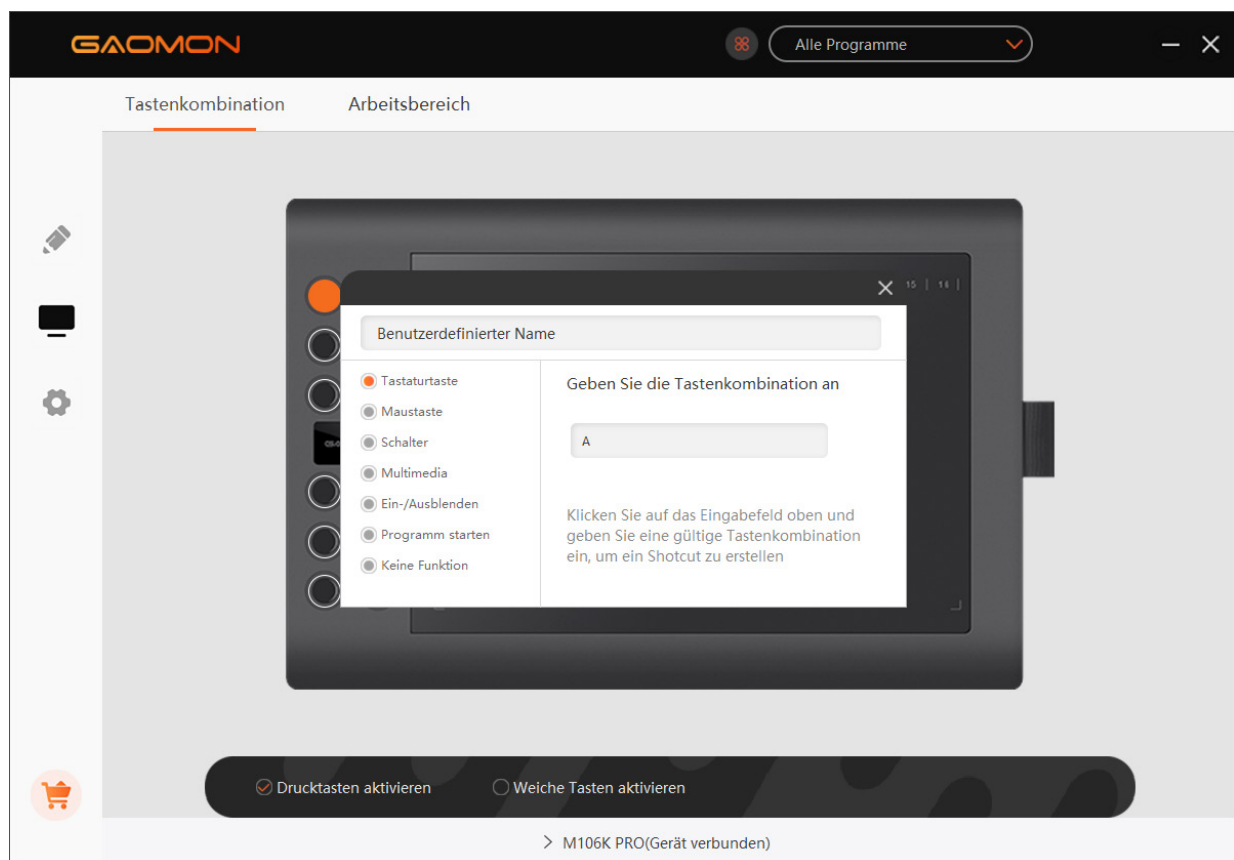 GAOMON
Alle Programme
Tastenkombination
Arbeitsbereich
15 | 16 |
Benutzerdefinierter Name
Tastaturtaste
Maustaste
Schalter
Multimedia
Ein-/Ausblenden
Programm starten
Keine Funktion
Geben Sie die Tastenkombination an
A
Klicken Sie auf das Eingabefeld oben und
geben Sie eine gültige Tastenkombination
ein, um ein Shotcut zu erstellen
Drucktasten aktivieren
Weiche Tasten aktivieren
> M106K PRO(Gerät verbunden)